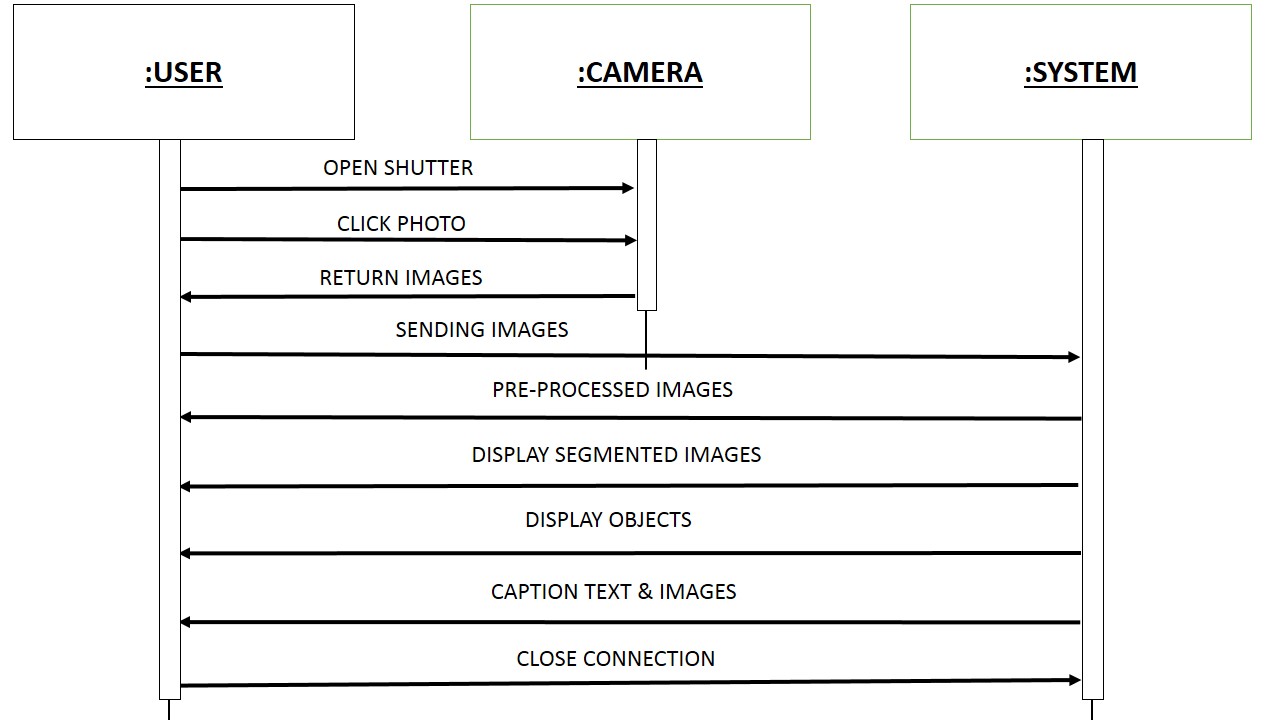 :USER
:CAMERA
:SYSTEM
OPEN SHUTTER
CLICK PHOTO
RETURN IMAGES
SENDING IMAGES
PRE-PROCESSED IMAGES
DISPLAY SEGMENTED IMAGES
DISPLAY OBJECTS
CAPTION TEXT & IMAGES
CLOSE CONNECTION